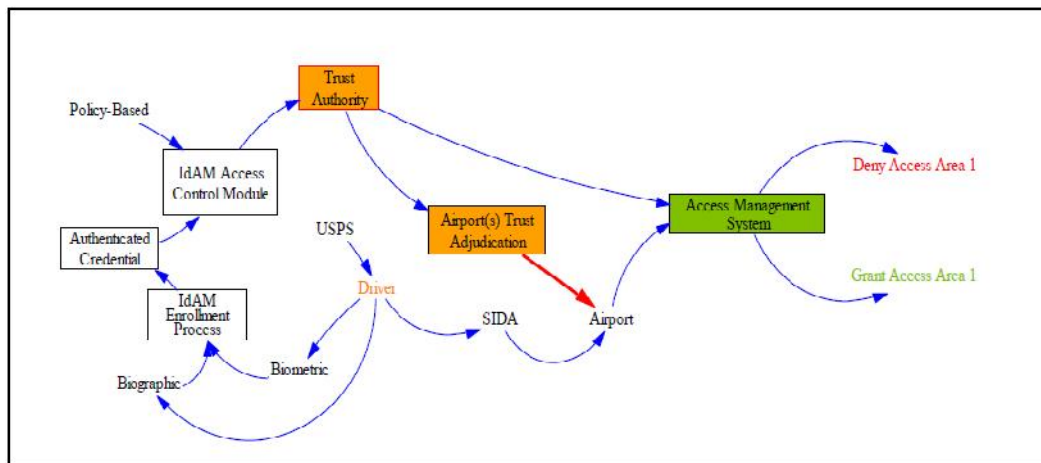 Trust
Authority
Policy-Based
IdAM Access
Control Module
Deny Access Area 1
Access Management
System
USPS
Airport(s) Trust
Adjudication
Authenticated
Credential
Driver
Grant Access Area 1
IdAM
Enrollment
Process
SIDA
Airport
Biometric
Biographic